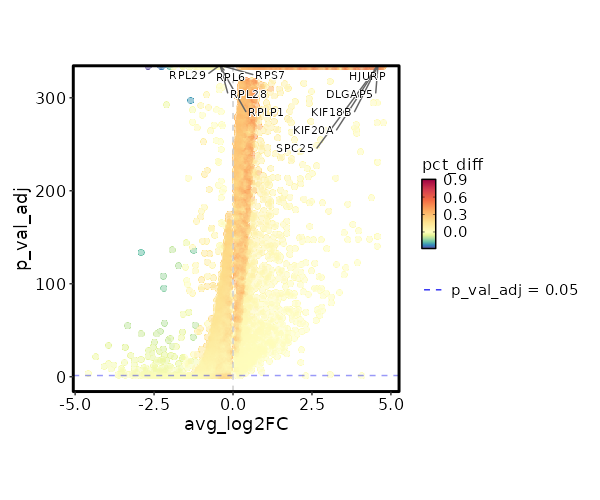 RPL29 RPL6 RPS7 HJURP
RPL28 DLGAP5
RPLP1 KIF18B
KIF20A
SPC25
300
200
100
0
p_val_adj
-5.0 -2.5 0.0 2.5 5.0
avg_log2FC
pct_diff
0.9
0.6
0.3
0.0
p_val_adj = 0.05